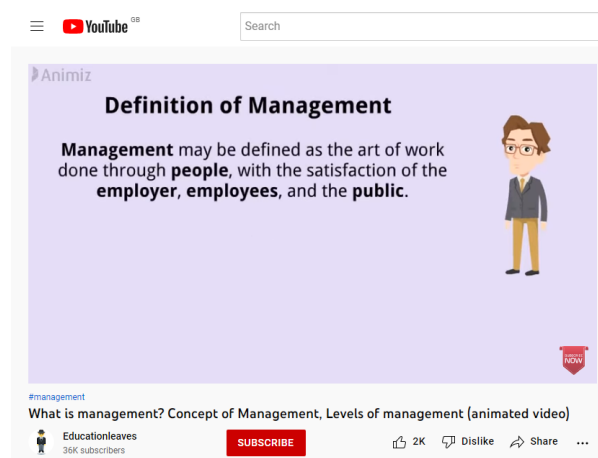 YouTube GB
Search
Animiz
Definition of Management
Management may be defined as the art of work
done through people, with the satisfaction of the
employer, employees, and the public.
SUBSCRIBE
NOW
#management
What is management? Concept of Management, Levels of management (animated video)
Educationleaves
36K subscribers
SUBSCRIBE
2K
Dislike
Share
...